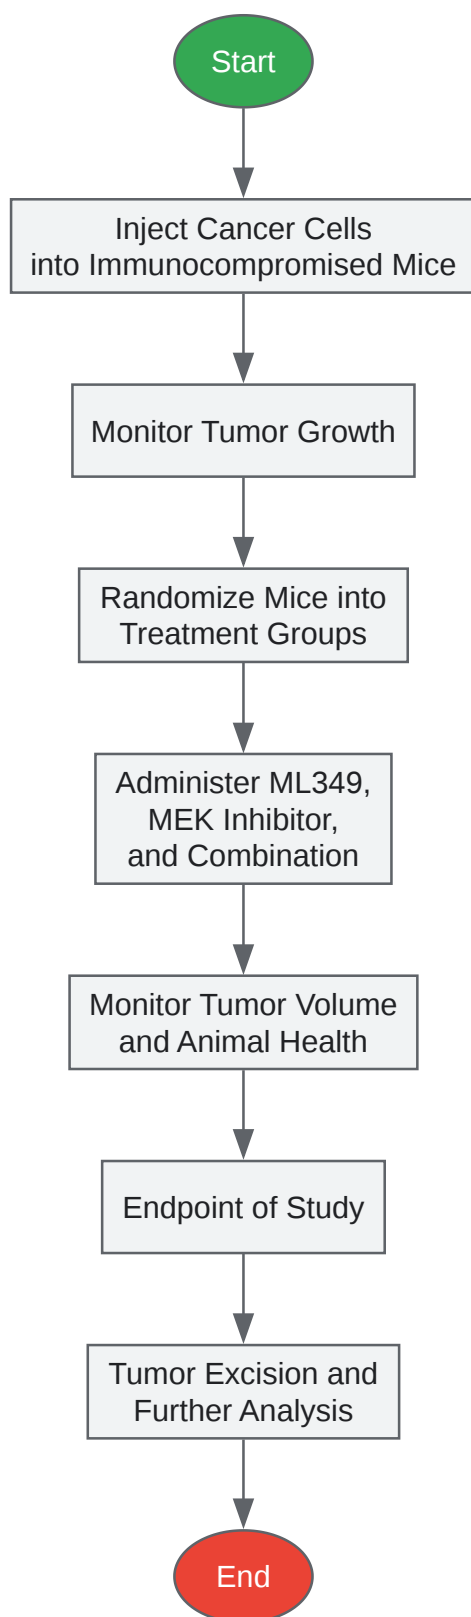 Start
Inject Cancer Cells
into Immunocompromised Mice
Monitor Tumor Growth
Randomize Mice into
Treatment Groups
Administer ML349,
MEK Inhibitor,
and Combination
Monitor Tumor Volume
and Animal Health
Endpoint of Study
Tumor Excision and
Further Analysis
End